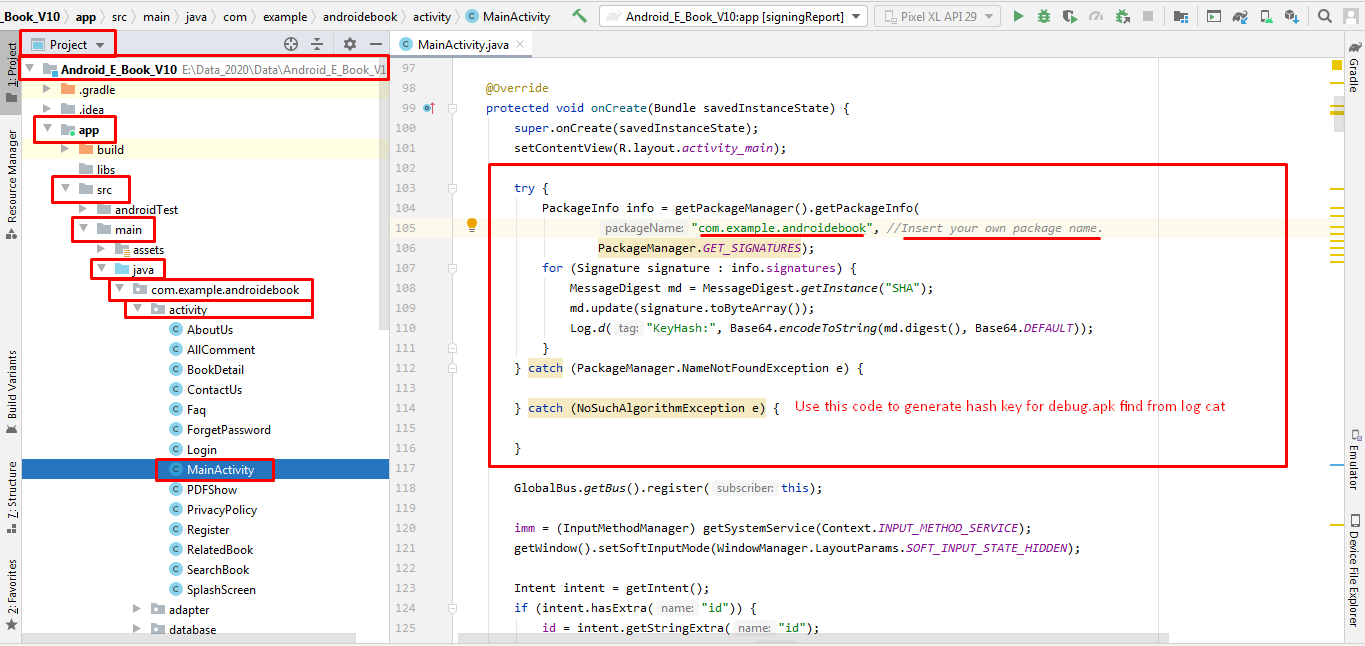 _Book_V10 app src main java com example androidebook activity MainActivity Android_E_Book_V10:app [signingReport] Pixel XL API 29
1: Project
Resource Manager
Build Variants
7: Structure
2: Favorites
Project
Android_E_Book_V10 E:\Data_2020\Data\Android_E_Book_V1
.gradle
.idea
app
build
libs
src
androidTest
main
assets
java
com.example.androidebook
activity
AboutUs
AllComment
BookDetail
ContactUs
Faq
ForgetPassword
Login
MainActivity
PDFShow
PrivacyPolicy
Register
RelatedBook
SearchBook
SplashScreen
adapter
database
MainActivity.java
97
98 @Override
99 protected void onCreate(Bundle savedInstanceState) {
100 super.onCreate(savedInstanceState);
101 setContentView(R.layout.activity_main);
102
103 try {
104 PackageInfo info = getPackageManager().getPackageInfo(
105 packageName: "com.example.androidebook", //Insert your own package name.
106 PackageManager.GET_SIGNATURES);
107 for (Signature signature : info.signatures) {
108 MessageDigest md = MessageDigest.getInstance("SHA");
109 md.update(signature.toByteArray());
110 Log.d( tag: "KeyHash:", Base64.encodeToString(md.digest(), Base64.DEFAULT));
111 }
112 } catch (PackageManager.NameNotFoundException e) {
113
114 } catch (NoSuchAlgorithmException e) { Use this code to generate hash key for debug.apk find from log cat
115
116 }
117
118 GlobalBus.getBus().register( subscriber: this);
119
120 imm = (InputMethodManager) getSystemService(Context.INPUT_METHOD_SERVICE);
121 getWindow().setSoftInputMode(WindowManager.LayoutParams.SOFT_INPUT_STATE_HIDDEN);
122
123 Intent intent = getIntent();
124 if (intent.hasExtra( name: "id")) {
125 id = intent.getStringExtra( name: "id");
Gradle
Emulator
Device File Explorer